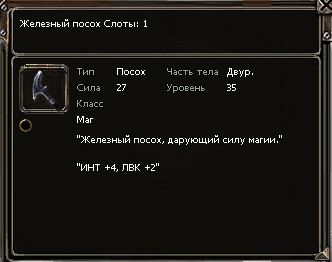 Железный посох Слоты: 1
Тип Посох Часть тела Двур.
Сила 27 Уровень 35
Класс
Маг
"Железный посох, дарующий силу магии."
"ИНТ +4, ЛВК +2"